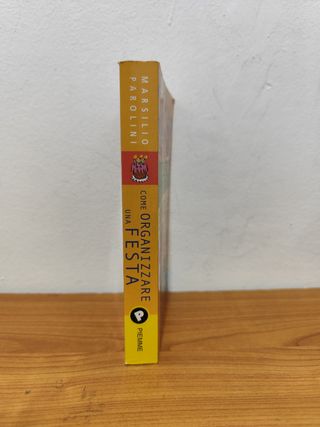 MARSILIO
PAROLINI
COME ORGANIZZARE
UNA FESTA
PIEMME